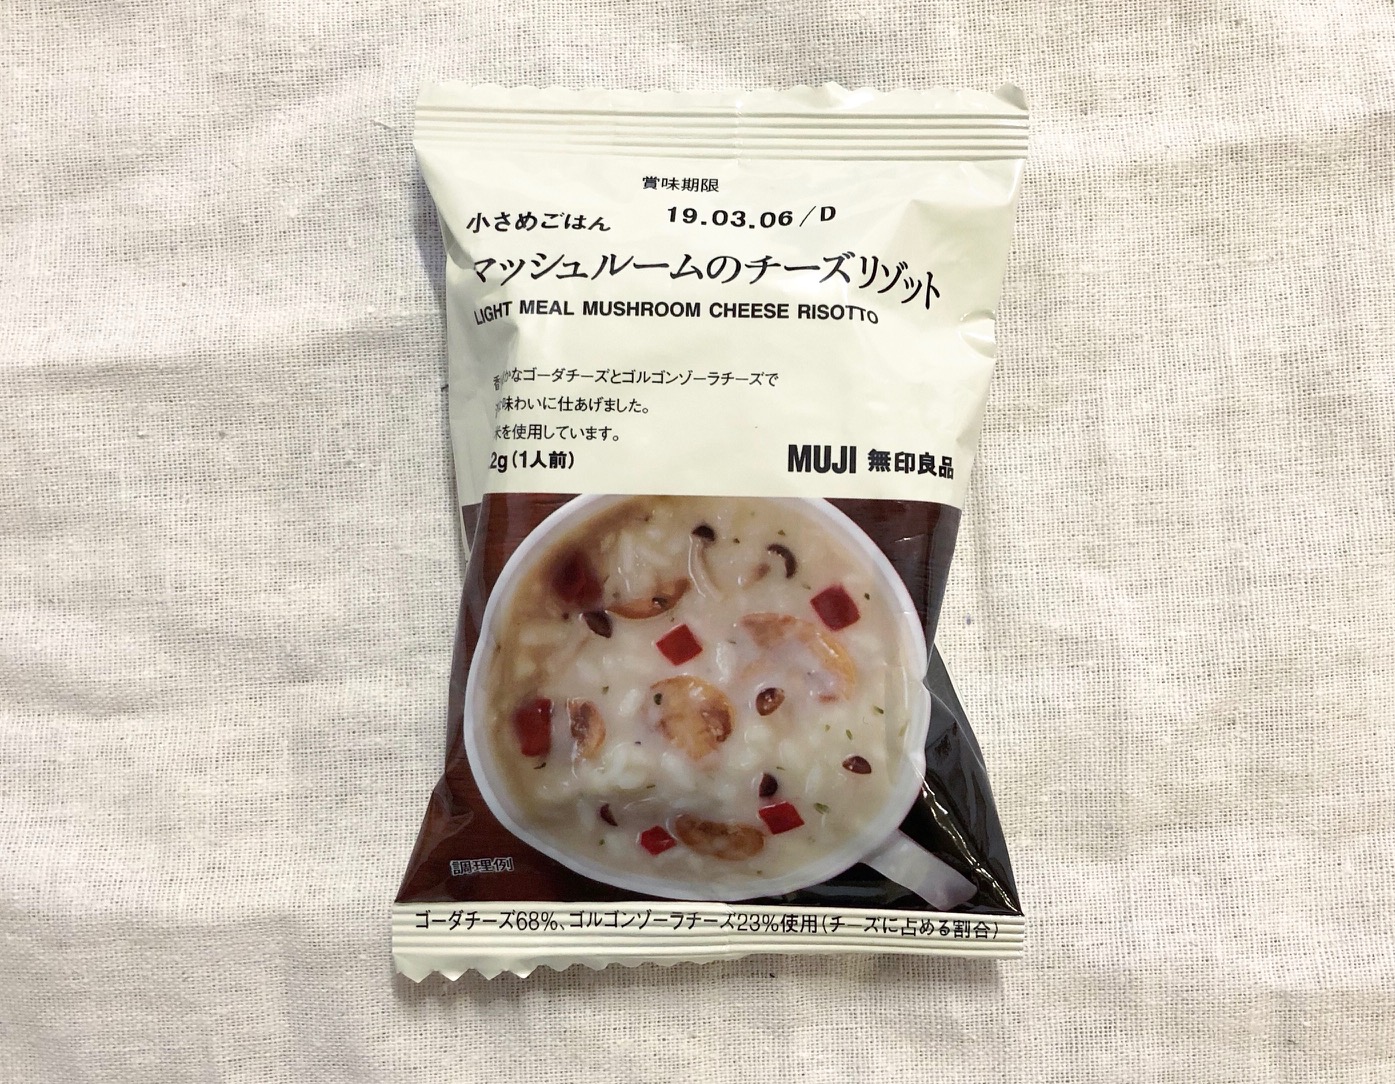 賞味期限
19.03.06/D
小さめごはん
マッシュルームのチーズリゾット
LIGHT MEAL MUSHROOM CHEESE RISOTTO
なゴーダチーズとゴルゴンゾーラチーズで
味わいに仕あげました。
米を使用しています。
2g(1人前)
MUJI 無印良品
調理例
ゴーダチーズ68%、ゴルゴンゾーラチーズ23%使用(チーズに占める割合)